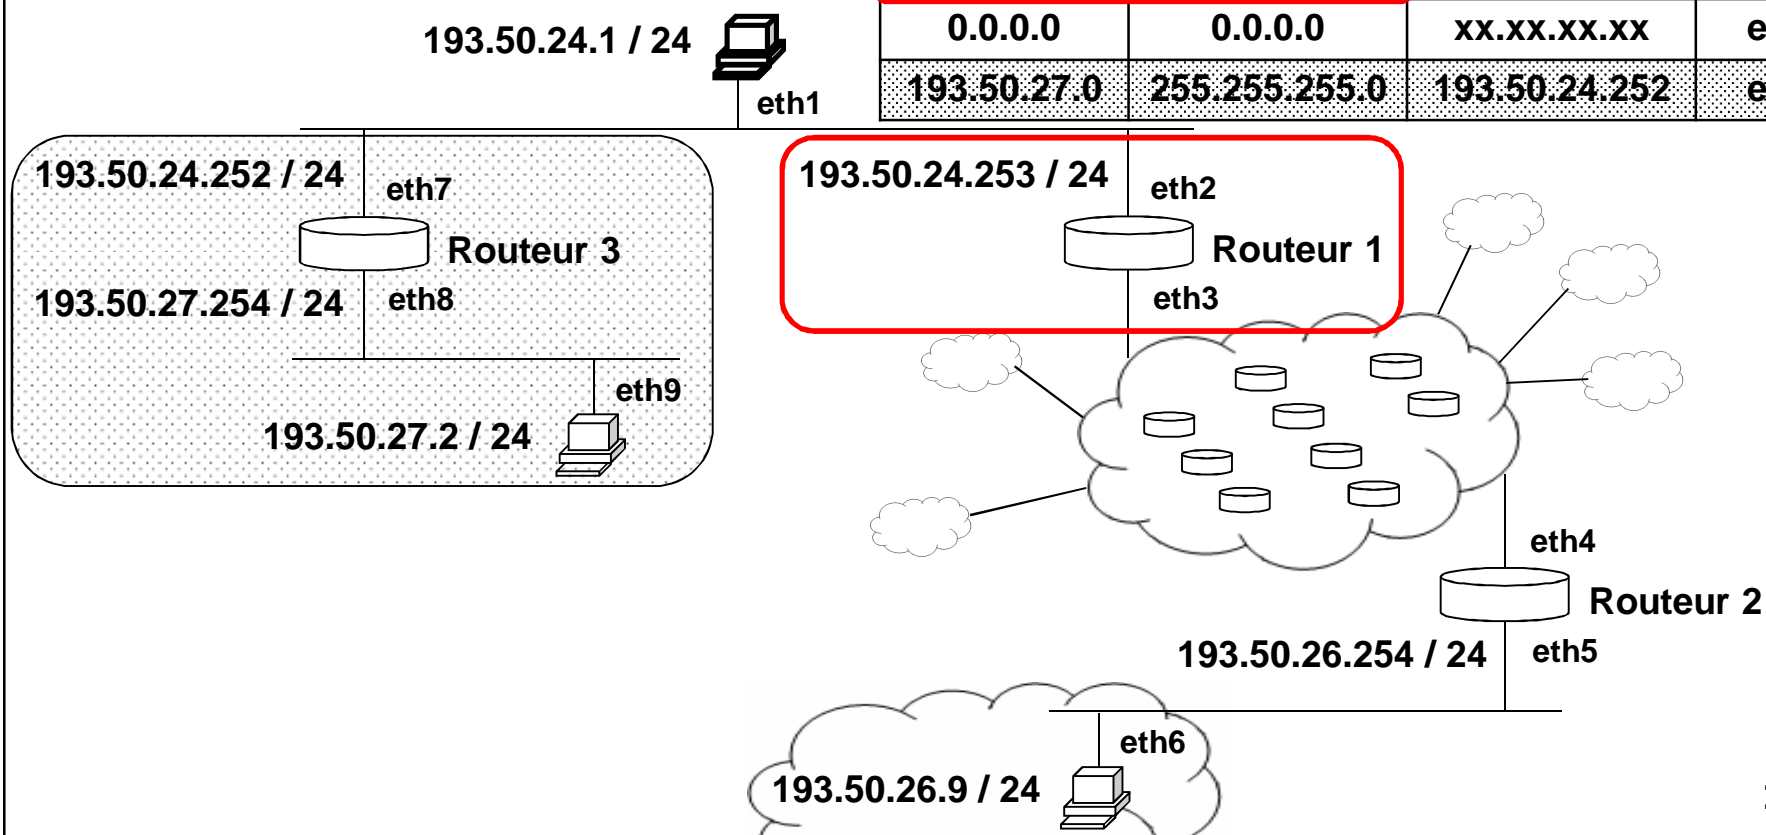 193.50.24.1 / 24
0.0.0.0 0.0.0.0 xx.xx.xx.xx e
193.50.27.0 255.255.255.0 193.50.24.252 e
eth1
193.50.24.252 / 24
eth7
193.50.24.253 / 24
eth2
Routeur 3
Routeur 1
193.50.27.254 / 24
eth8
eth3
eth9
193.50.27.2 / 24
eth4
Routeur 2
193.50.26.254 / 24
eth5
eth6
193.50.26.9 / 24